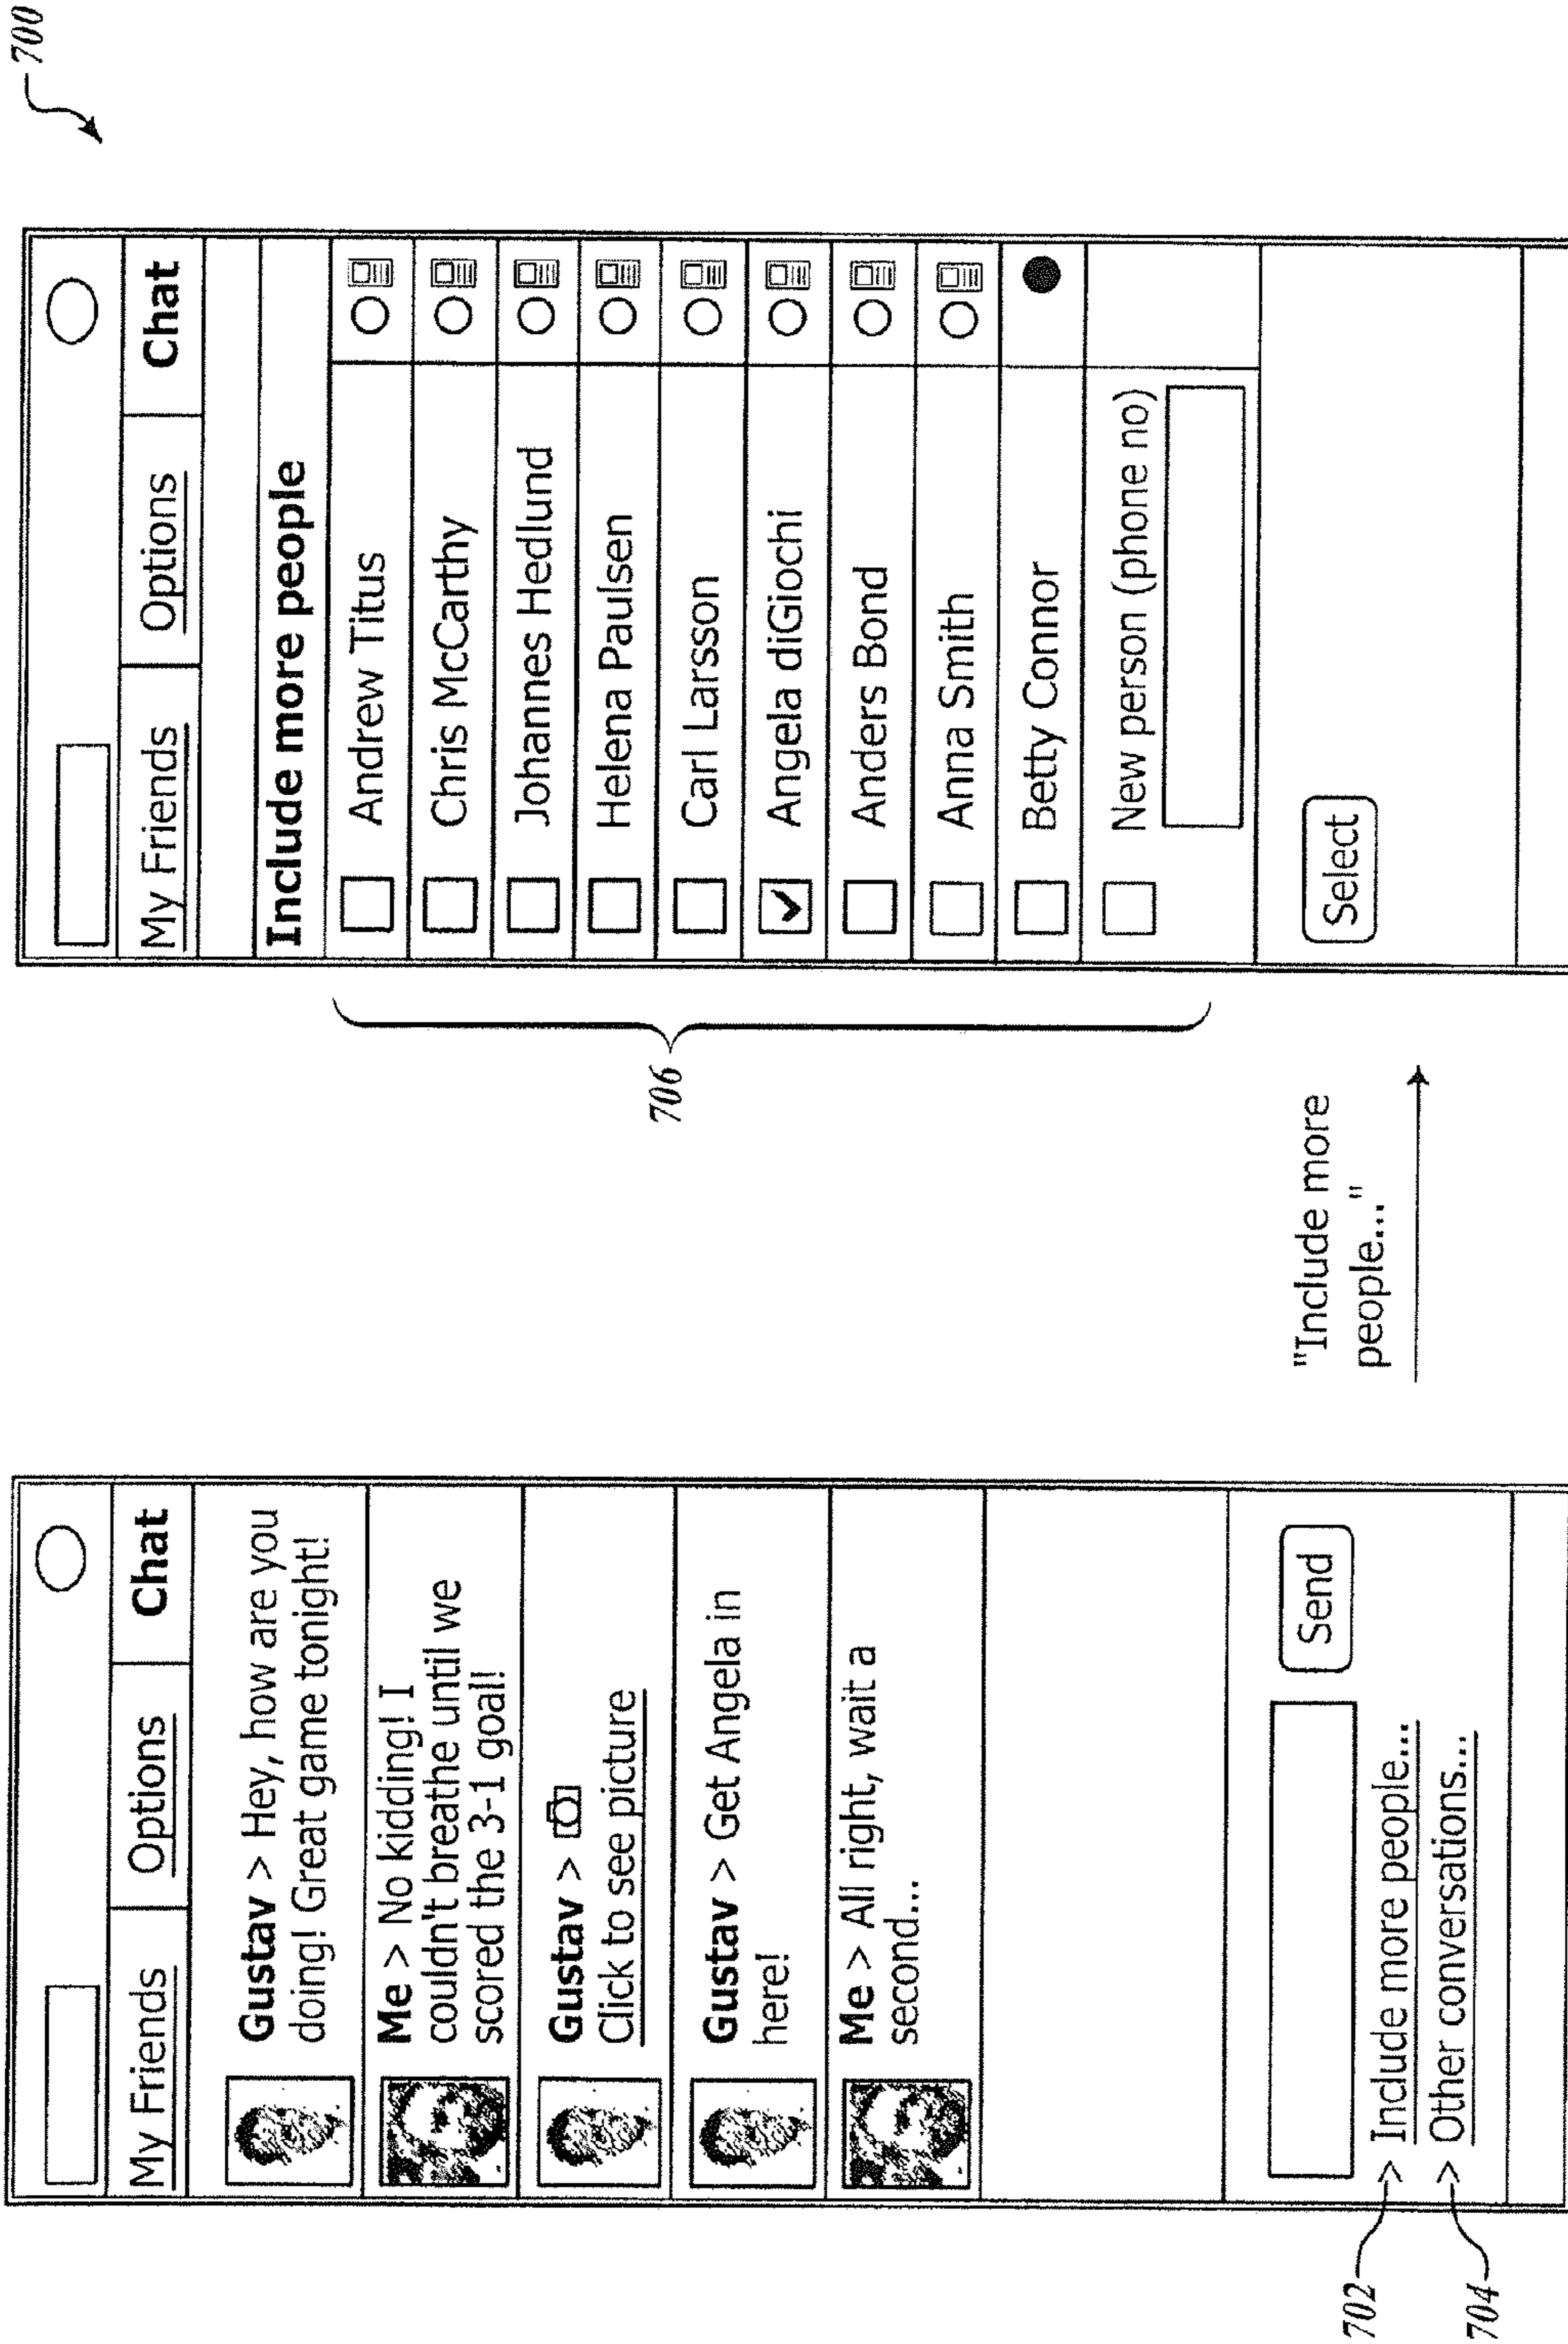 700
My Friends Options Chat
Gustav > Hey, how are you
doing! Great game tonight!
Me > No kidding! I
couldn't breathe until we
scored the 3-1 goal!
Gustav >
Click to see picture
Gustav > Get Angela in
here!
Me > All right, wait a
second...
Send
702
> Include more people...
704
> Other conversations...
"Include more
people..."
My Friends Options Chat
Include more people
Andrew Titus
Chris McCarthy
Johannes Hedlund
Helena Paulsen
Carl Larsson
Angela diGiochi
Anders Bond
Anna Smith
Betty Connor
New person (phone no)
706
Select